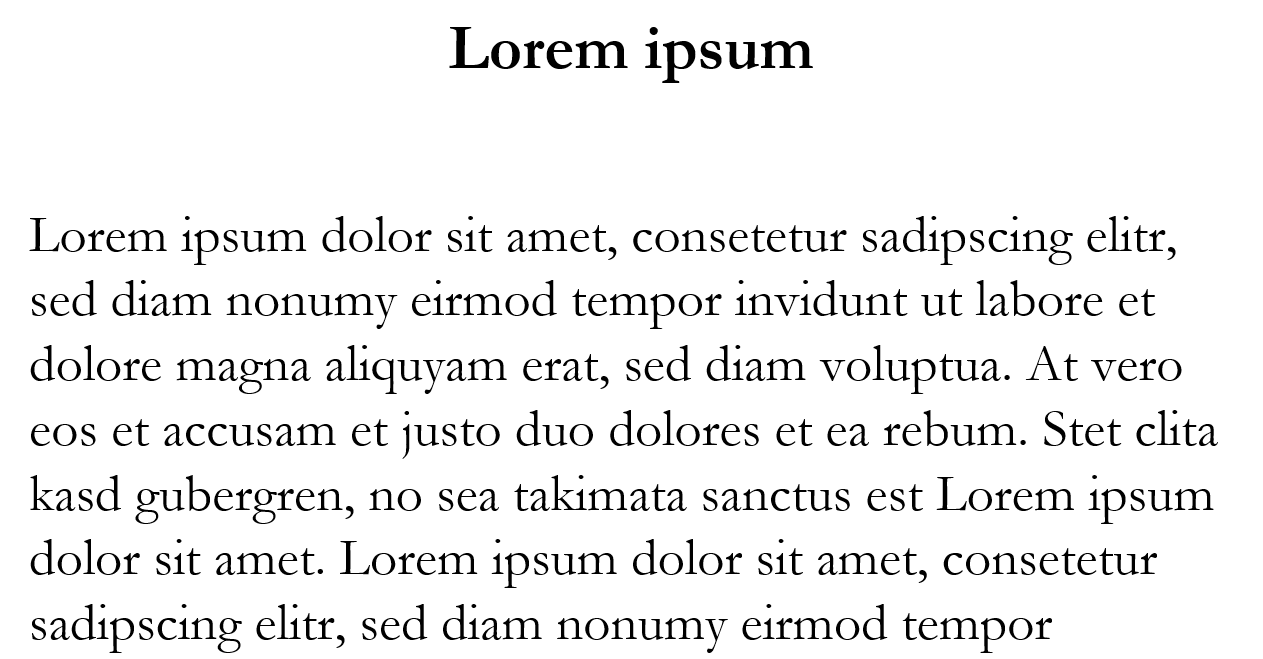 Lorem ipsum
Lorem ipsum dolor sit amet, consetetur sadipscing elitr,
sed diam nonumy eirmod tempor invidunt ut labore et
dolore magna aliquyam erat, sed diam voluptua. At vero
eos et accusam et justo duo dolores et ea rebum. Stet clita
kasd gubergren, no sea takimata sanctus est Lorem ipsum
dolor sit amet. Lorem ipsum dolor sit amet, consetetur
sadipscing elitr, sed diam nonumy eirmod tempor